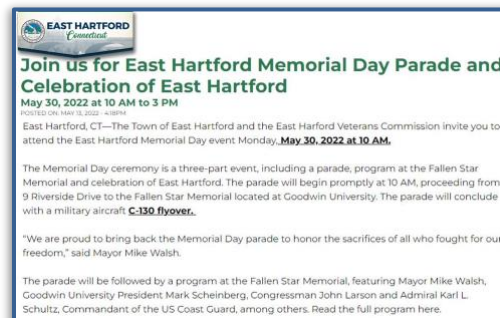 EAST HARTFORD
Connecticut
Join us for East Hartford Memorial Day Parade and
Celebration of East Hartford
May 30, 2022 at 10 AM to 3 PM
POSTED ON: MAY 13, 2022 - 4:18PM
East Hartford, CT—The Town of East Hartford and the East Harford Veterans Commission invite you to
attend the East Hartford Memorial Day event Monday, May 30, 2022 at 10 AM.
The Memorial Day ceremony is a three-part event, including a parade, program at the Fallen Star
Memorial and celebration of East Hartford. The parade will begin promptly at 10 AM, proceeding from
9 Riverside Drive to the Fallen Star Memorial located at Goodwin University. The parade will conclude
with a military aircraft C-130 flyover.
“We are proud to bring back the Memorial Day parade to honor the sacrifices of all who fought for our
freedom,” said Mayor Mike Walsh.
The parade will be followed by a program at the Fallen Star Memorial, featuring Mayor Mike Walsh,
Goodwin University President Mark Scheinberg, Congressman John Larson and Admiral Karl L.
Schultz, Commandant of the US Coast Guard, among others. Read the full program here.